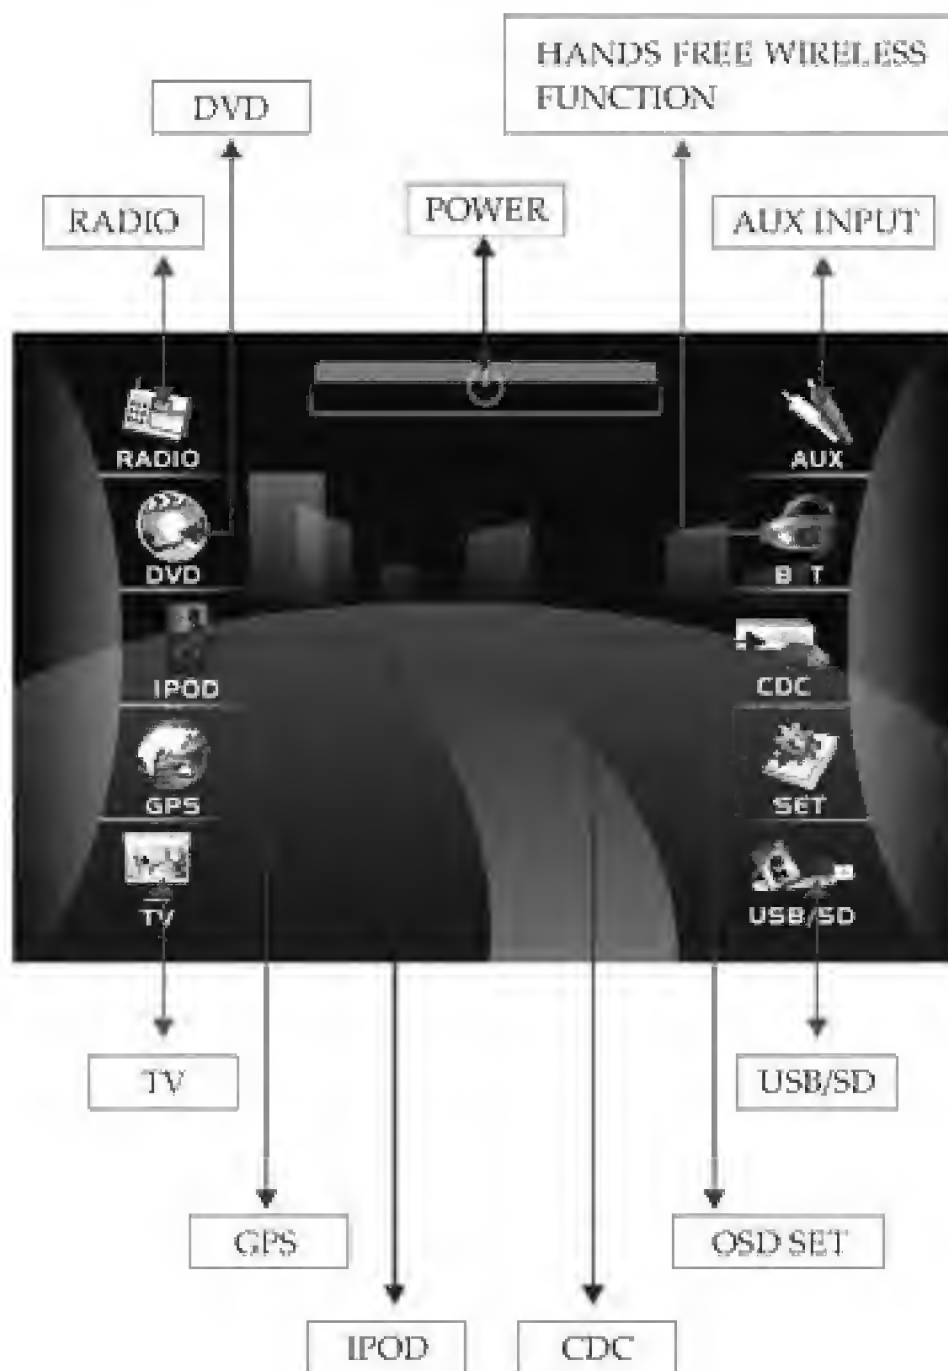 HANDS FREE WIRELESS
FUNCTION
DVD
RADIO
POWER
AUX INPUT
RADIO
AUX
DVD
B T
IPOD
CDC
GPS
SET
TV
USB/SD
TV
USB/SD
GPS
OSD SET
IPOD
CDC